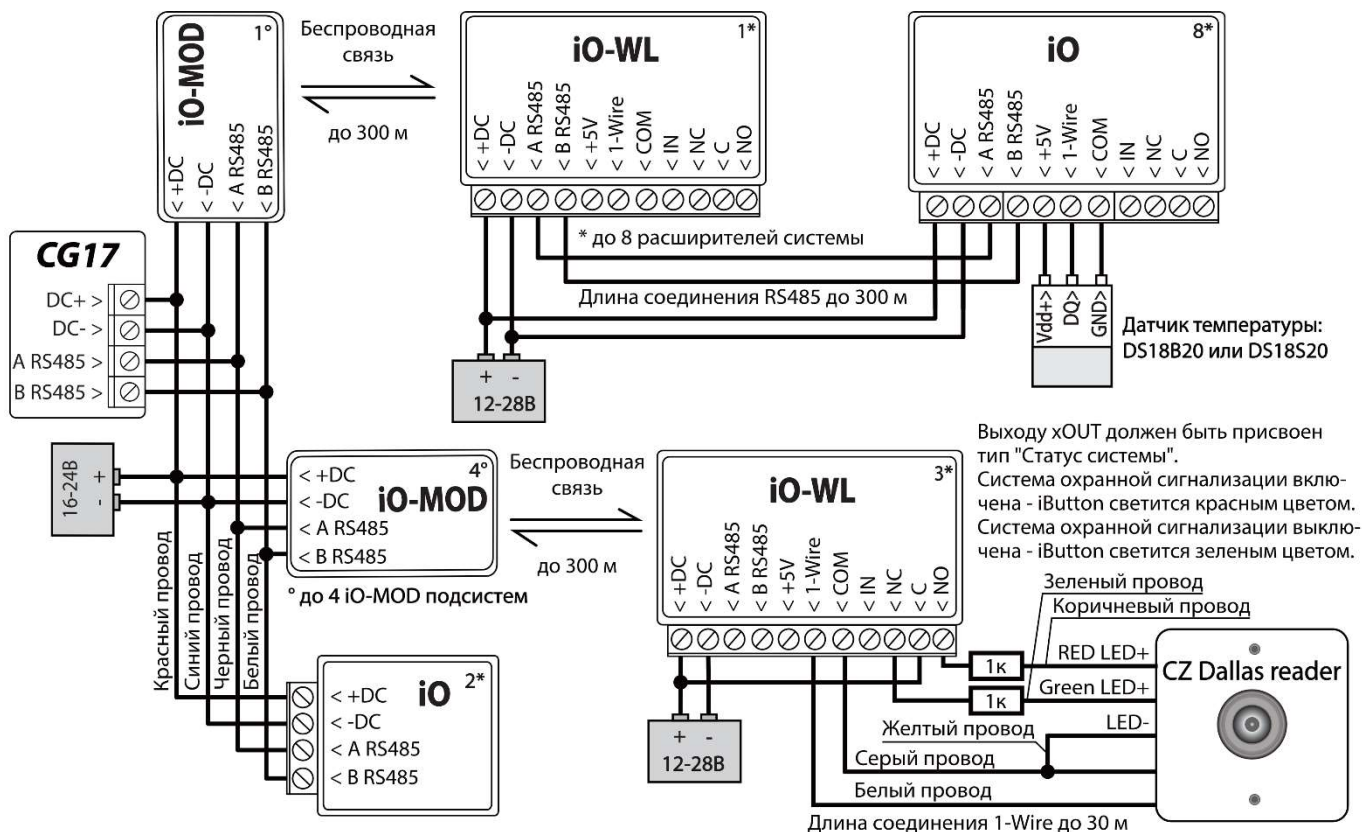 iO-MOD
1°
< +DC
< -DC
< A RS485
< B RS485
Беспроводная
связь
до 300 м
iO-WL
1*
< +DC
< -DC
< A RS485
< B RS485
< +5V
< 1-Wire
< COM
< IN
< NC
< C
< NO
iO
8*
< +DC
< -DC
< A RS485
< B RS485
< +5V
< 1-Wire
< COM
< IN
< NC
< C
< NO
* до 8 расширителей системы
Длина соединения RS485 до 300 м
+ -
12-28В
Vdd+>
DQ>
GND>
Датчик температуры:
DS18B20 или DS18S20
CG17
DC+ >
DC- >
A RS485 >
B RS485 >
16-24В
+
-
Красный провод
Синий провод
Черный провод
Белый провод
4°
iO-MOD
< +DC
< -DC
< A RS485
< B RS485
° до 4 iO-MOD подсистем
Беспроводная
связь
до 300 м
iO 2*
< +DC
< -DC
< A RS485
< B RS485
iO-WL
3*
< +DC
< -DC
< A RS485
< B RS485
< +5V
< 1-Wire
< COM
< IN
< NC
< C
< NO
+ -
12-28В
Выходу xOUT должен быть присвоен
тип "Статус системы".
Система охранной сигнализации вклю-
чена - iButton светится красным цветом.
Система охранной сигнализации выклю-
чена - iButton светится зеленым цветом.
Зеленый провод
Коричневый провод
1к
RED LED+
1к
Green LED+
LED-
Желтый провод
Серый провод
Белый провод
CZ Dallas reader
Длина соединения 1-Wire до 30 м